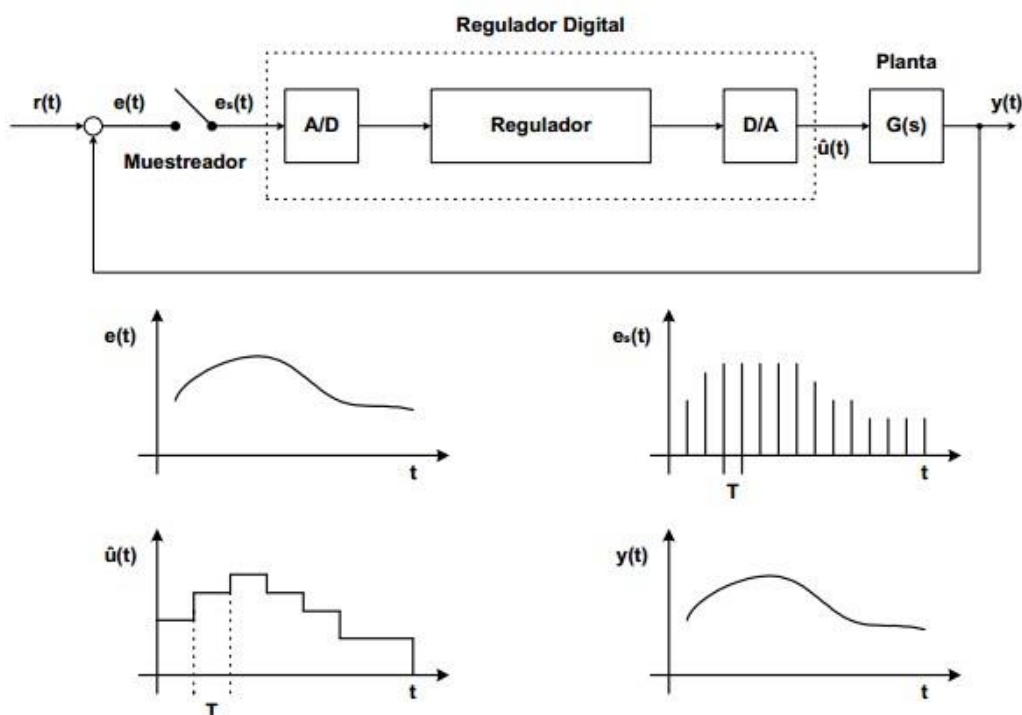 Regulador Digital
Planta
r(t) e(t) eₛ(t) A/D Regulador D/A û(t) G(s) y(t)
Muestreador
e(t)
t
eₛ(t)
t
T
û(t)
t
T
y(t)
t